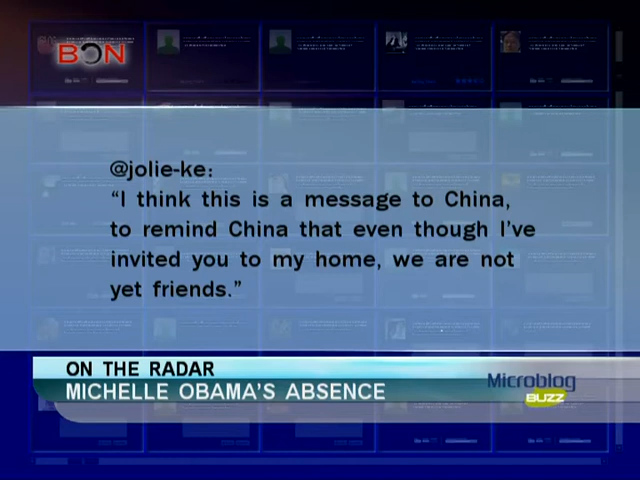 BON
@jolie-ke:
“I think this is a message to China,
to remind China that even though I’ve
invited you to my home, we are not
yet friends.”
ON THE RADAR
MICHELLE OBAMA’S ABSENCE
Microblog
BUZZ